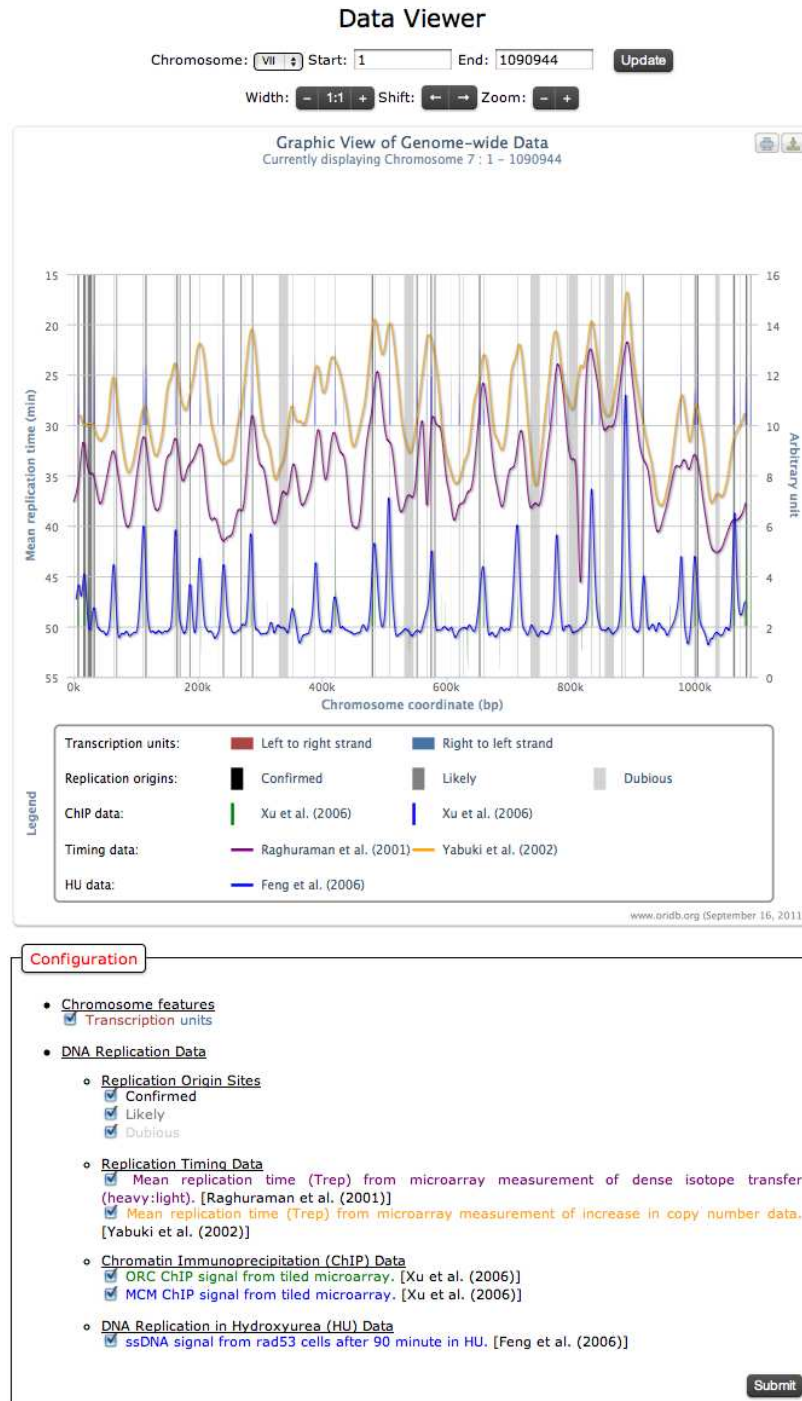 Data Viewer
Chromosome: VII Start: 1 End: 1090944 Update
Width: - 1:1 + Shift: ← → Zoom: - +
Graphic View of Genome-wide Data
Currently displaying Chromosome 7 : 1 - 1090944
Mean replication time (min)
15
20
25
30
35
40
45
50
55
16
14
12
10
8
6
4
2
0
Arbitrary unit
0k 200k 400k 600k 800k 1000k
Chromosome coordinate (bp)
Legend
Transcription units: Left to right strand Right to left strand
Replication origins: Confirmed Likely Dubious
ChIP data: Xu et al. (2006) Xu et al. (2006)
Timing data: Raghuraman et al. (2001) Yabuki et al. (2002)
HU data: Feng et al. (2006)
www.oridb.org (September 16, 2011
Configuration
Chromosome features
Transcription units
DNA Replication Data
Replication Origin Sites
Confirmed
Likely
Dubious
Replication Timing Data
Mean replication time (Trep) from microarray measurement of dense isotope transfer
(heavy:light). [Raghuraman et al. (2001)]
Mean replication time (Trep) from microarray measurement of increase in copy number data.
[Yabuki et al. (2002)]
Chromatin Immunoprecipitation (ChIP) Data
ORC ChIP signal from tiled microarray. [Xu et al. (2006)]
MCM ChIP signal from tiled microarray. [Xu et al. (2006)]
DNA Replication in Hydroxyurea (HU) Data
ssDNA signal from rad53 cells after 90 minute in HU. [Feng et al. (2006)]
Submit